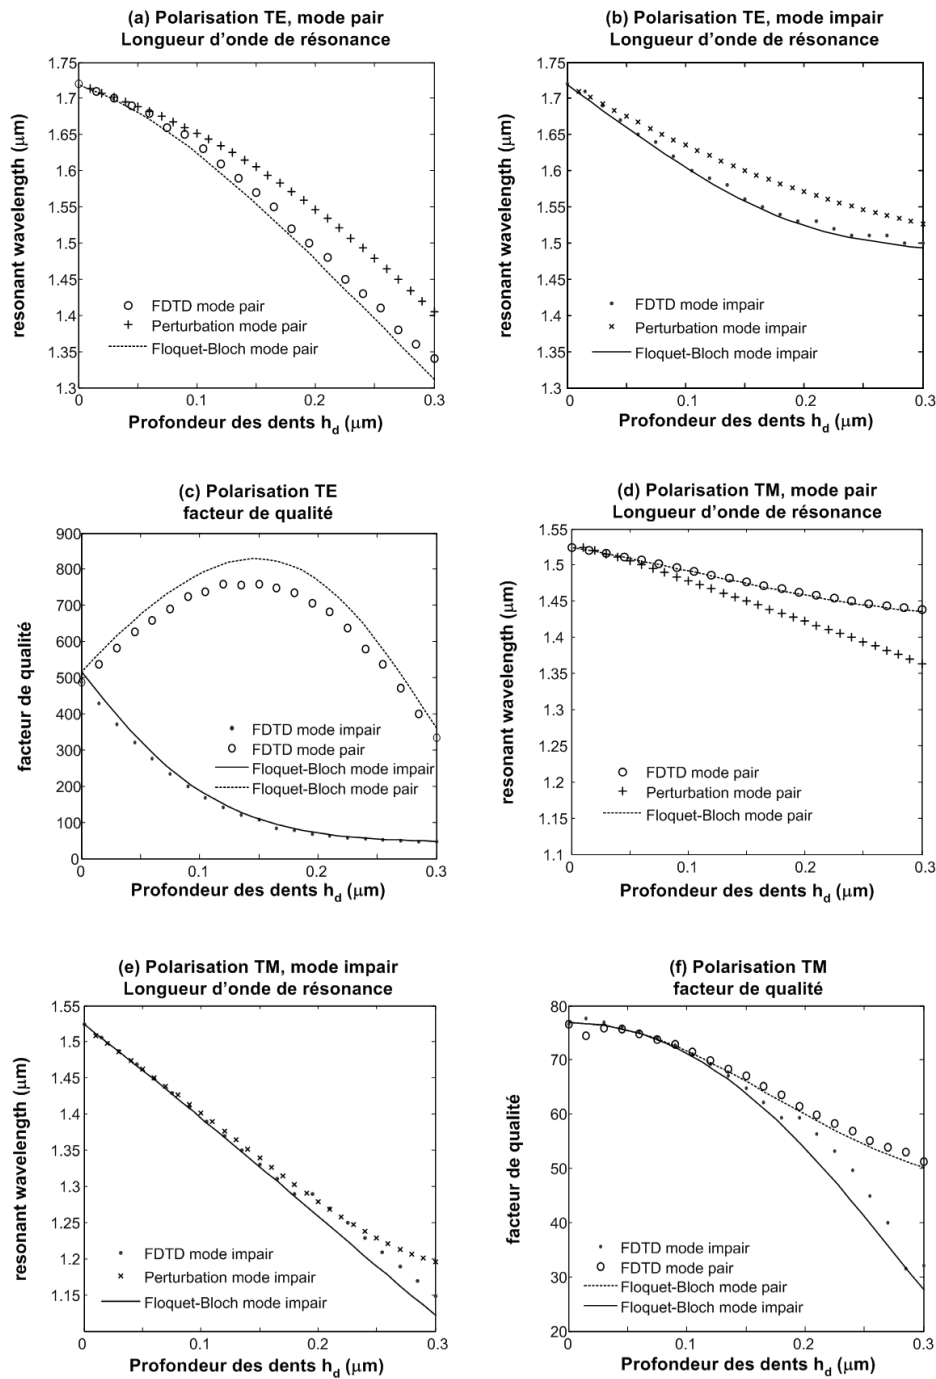 (a) Polarisation TE, mode pair
Longueur d'onde de résonance
resonant wavelength (μm)
1.75
1.7
1.65
1.6
1.55
1.5
1.45
1.4
1.35
1.3
FDTD mode pair
Perturbation mode pair
Floquet-Bloch mode pair
0 0.1 0.2 0.3
Profondeur des dents hd (μm)
(b) Polarisation TE, mode impair
Longueur d'onde de résonance
resonant wavelength (μm)
1.75
1.7
1.65
1.6
1.55
1.5
1.45
1.4
1.35
1.3
FDTD mode impair
Perturbation mode impair
Floquet-Bloch mode impair
0 0.1 0.2 0.3
Profondeur des dents hd (μm)
(c) Polarisation TE
facteur de qualité
facteur de qualité
900
800
700
600
500
400
300
200
100
0
FDTD mode impair
FDTD mode pair
Floquet-Bloch mode impair
Floquet-Bloch mode pair
0 0.1 0.2 0.3
Profondeur des dents hd (μm)
(d) Polarisation TM, mode pair
Longueur d'onde de résonance
resonant wavelength (μm)
1.55
1.5
1.45
1.4
1.35
1.3
1.25
1.2
1.15
1.1
FDTD mode pair
Perturbation mode pair
Floquet-Bloch mode pair
0 0.1 0.2 0.3
Profondeur des dents hd (μm)
(e) Polarisation TM, mode impair
Longueur d'onde de résonance
resonant wavelength (μm)
1.55
1.5
1.45
1.4
1.35
1.3
1.25
1.2
1.15
FDTD mode impair
Perturbation mode impair
Floquet-Bloch mode impair
0 0.1 0.2 0.3
Profondeur des dents hd (μm)
(f) Polarisation TM
facteur de qualité
facteur de qualité
80
70
60
50
40
30
20
FDTD mode impair
FDTD mode pair
Floquet-Bloch mode pair
Floquet-Bloch mode impair
0 0.1 0.2 0.3
Profondeur des dents hd (μm)